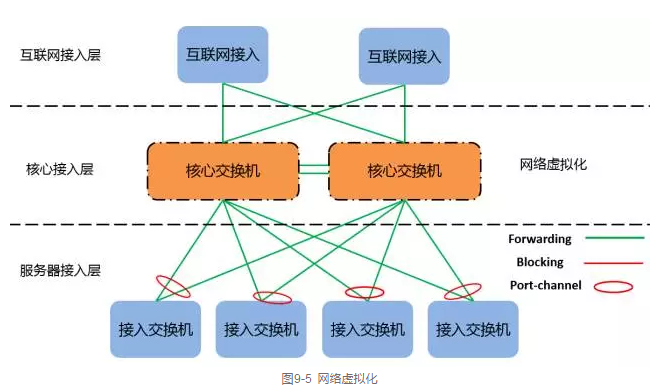 互联网接入层
互联网接入
互联网接入
核心接入层
核心交换机
核心交换机
网络虚拟化
服务器接入层
Forwarding
Blocking
Port-channel
接入交换机
接入交换机
接入交换机
接入交换机
图9-5 网络虚拟化